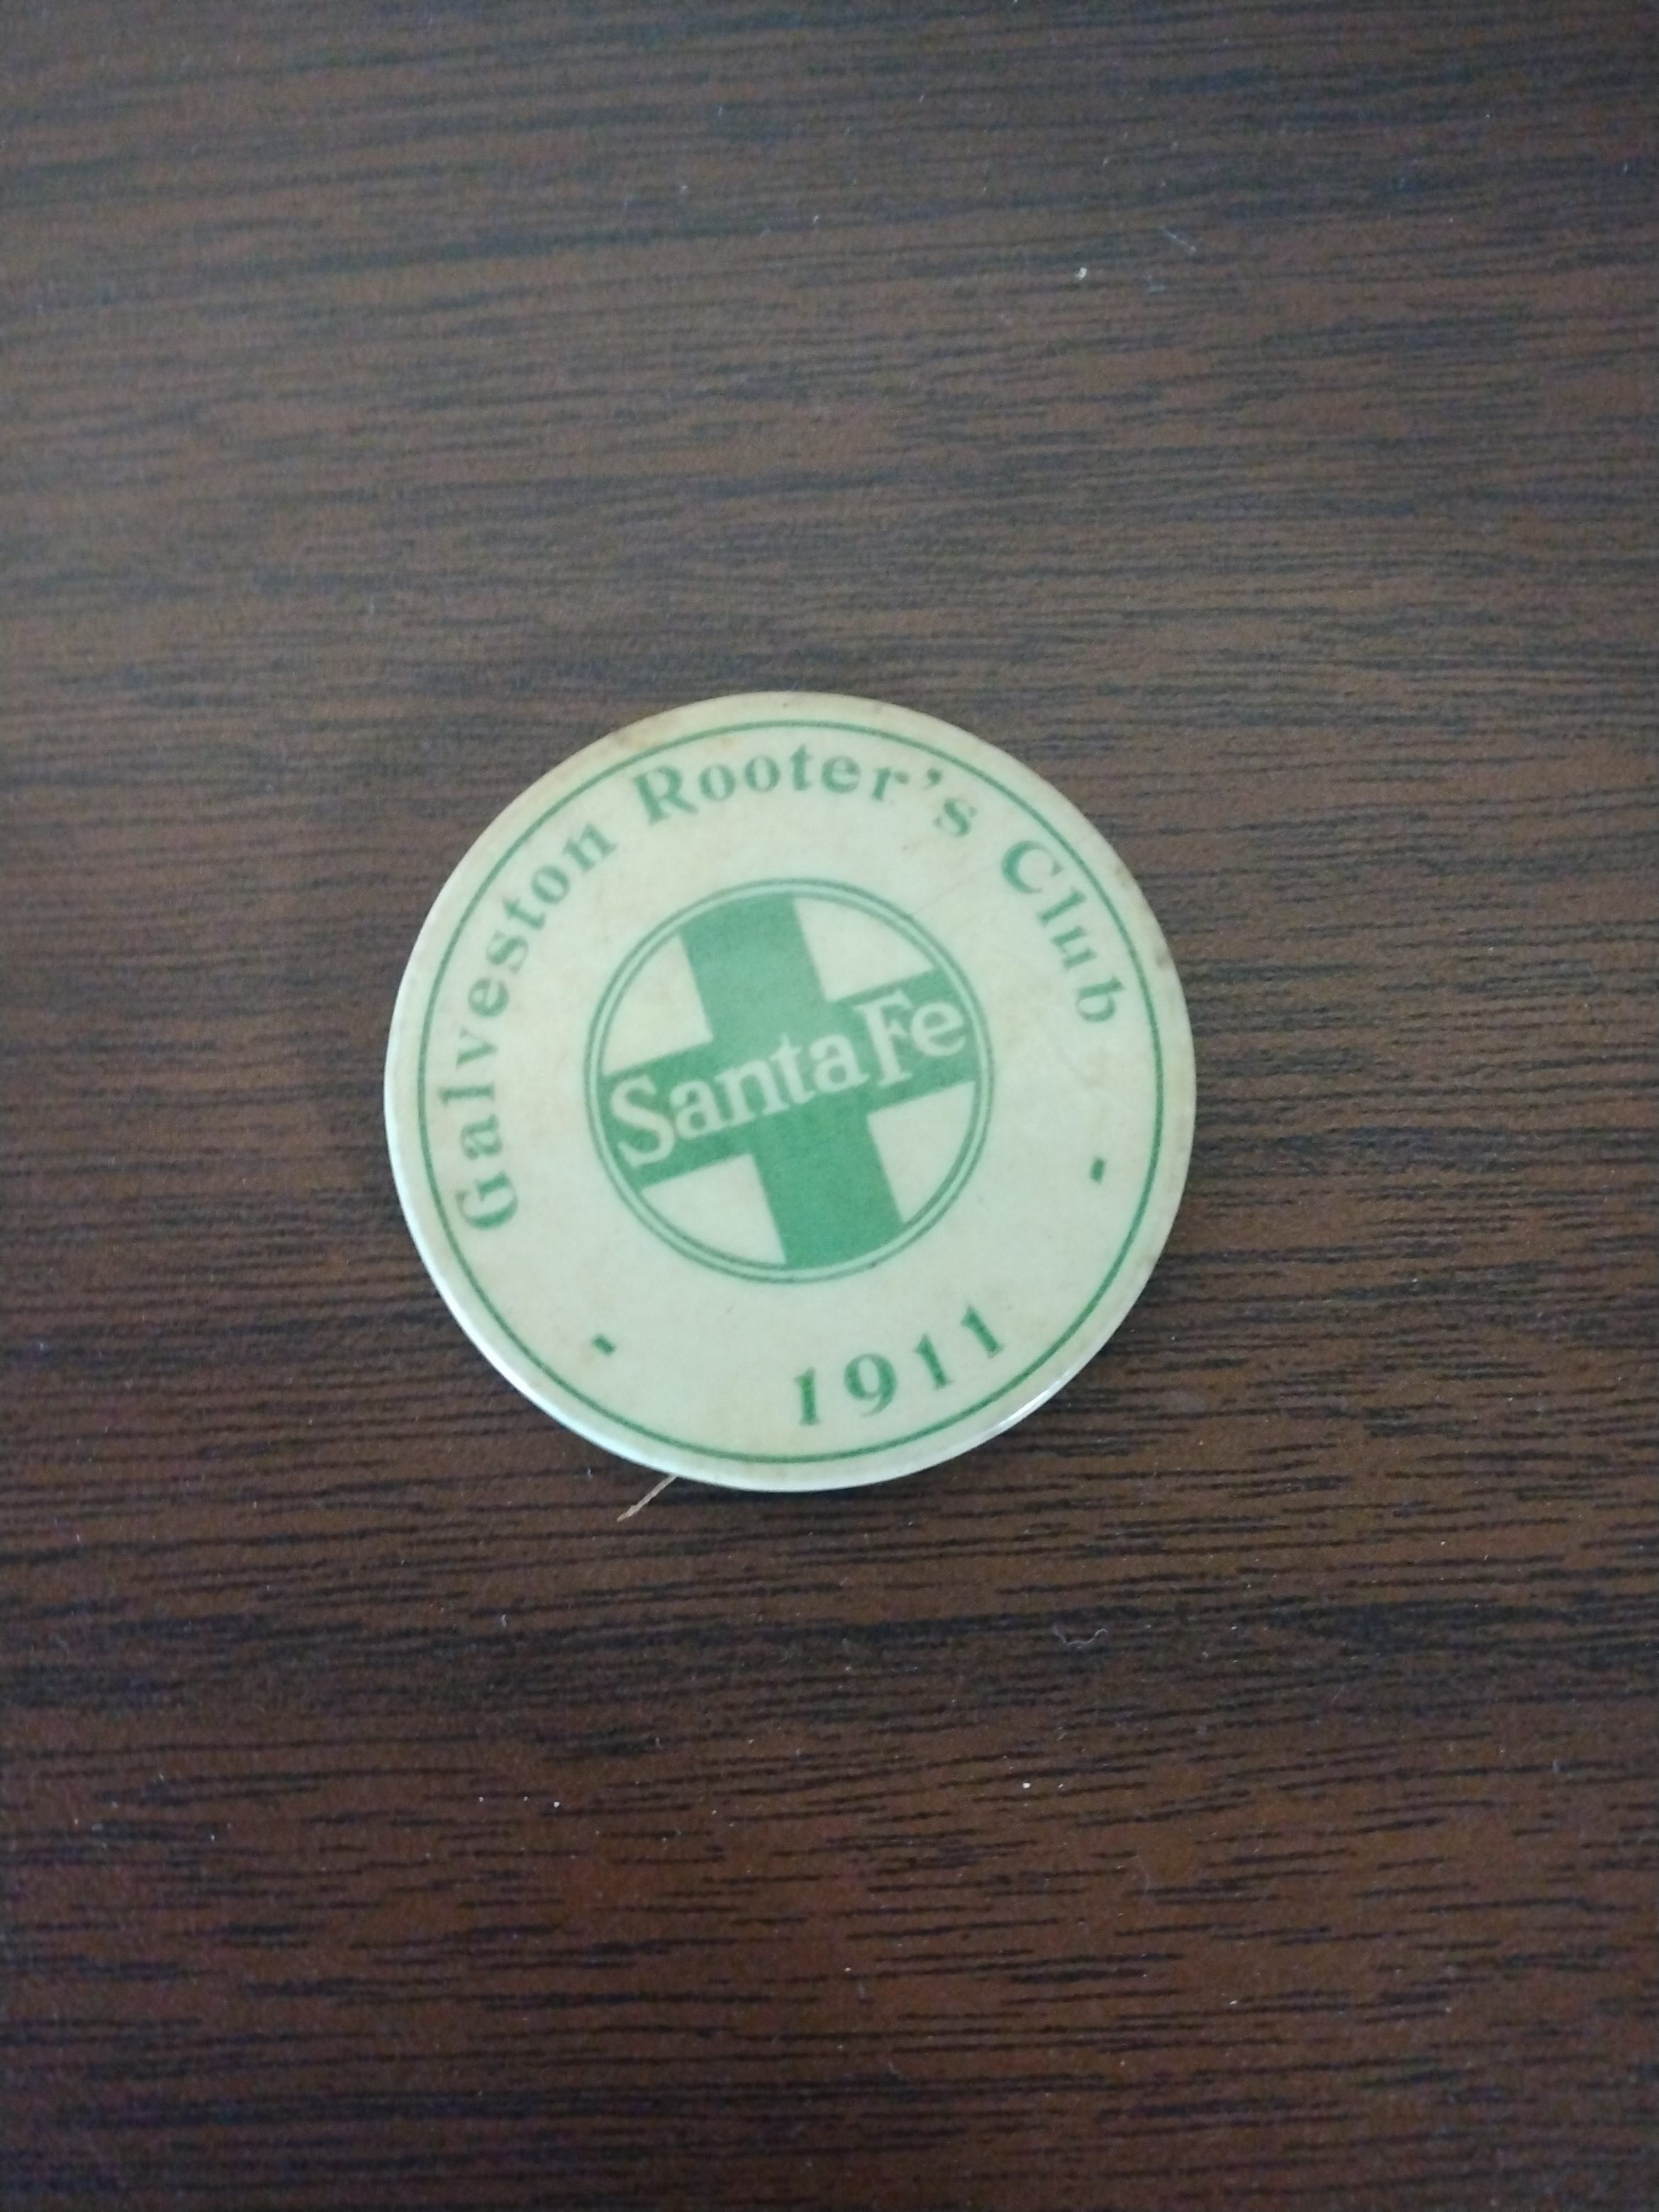 Galveston Rooter's Club
Santa Fe
- 1911 -